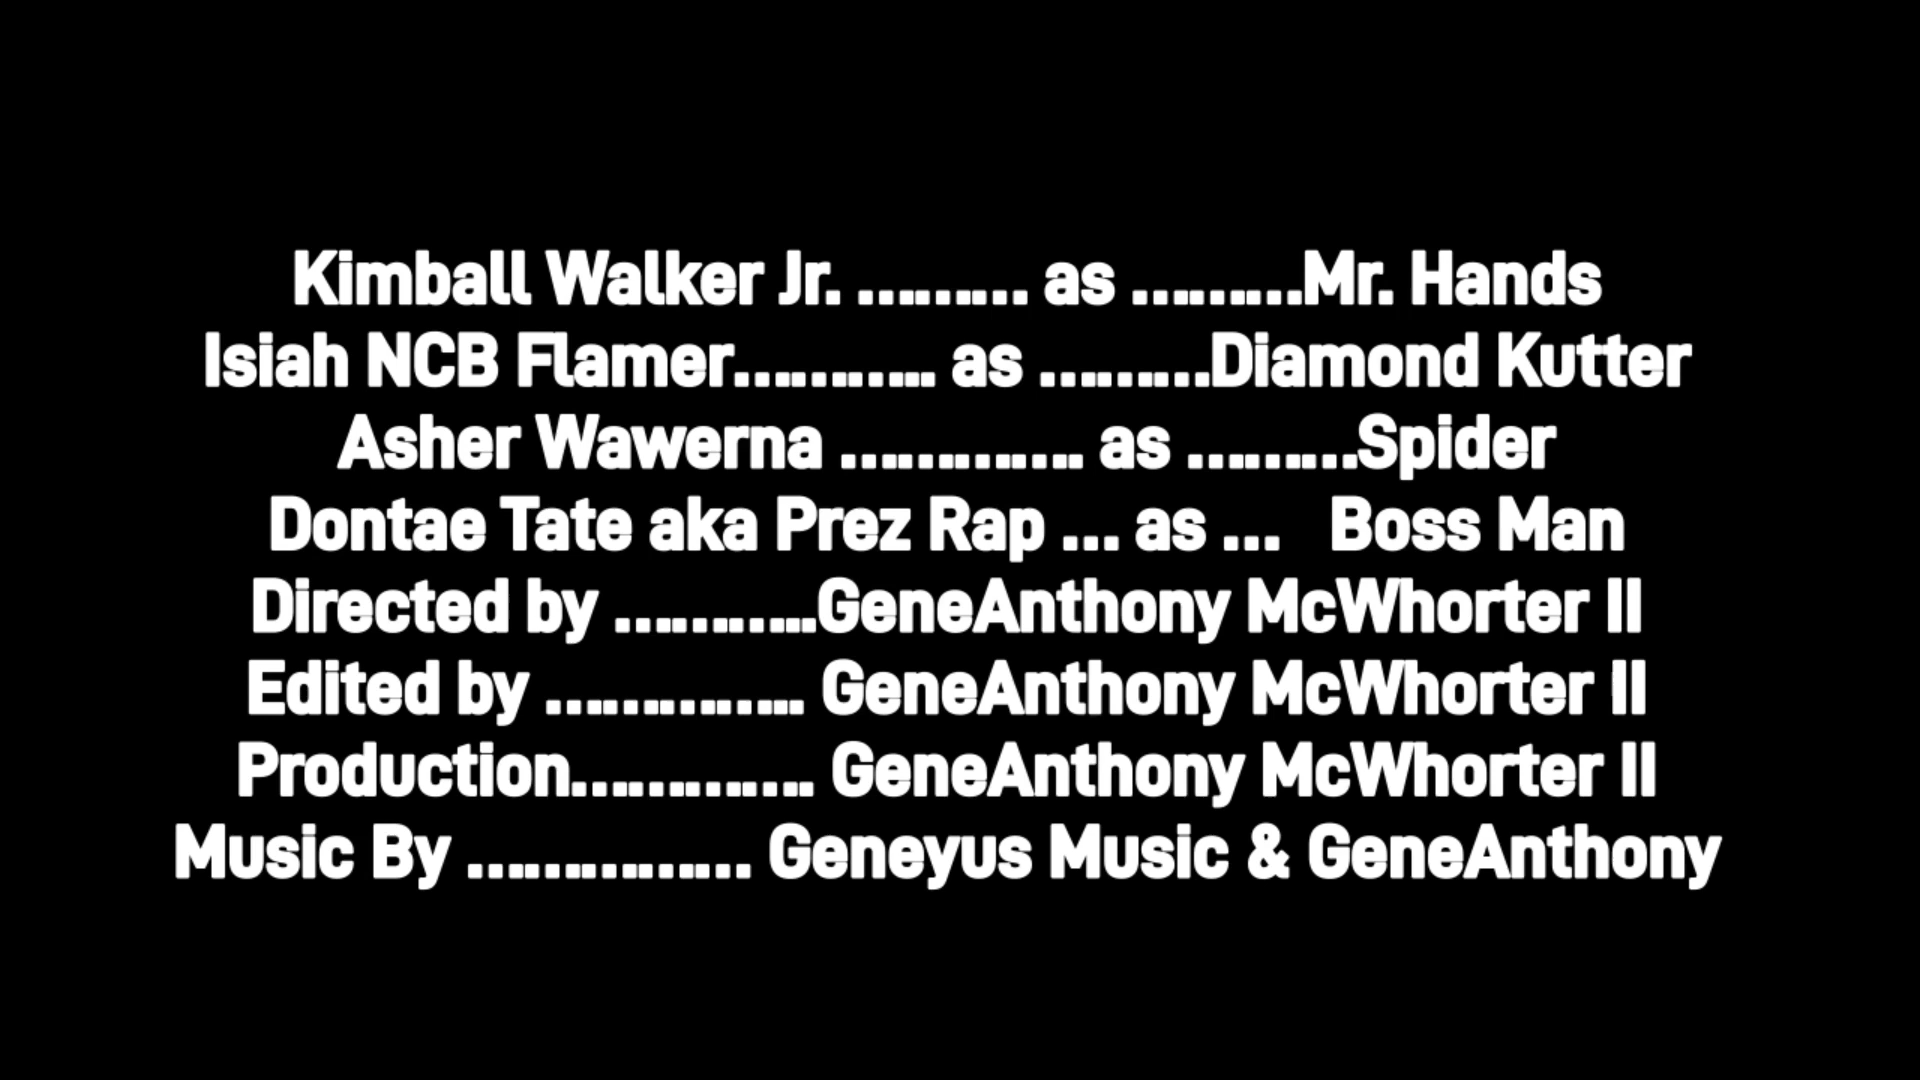 Kimball Walker Jr. ......... as .........Mr. Hands
Isiah NCB Flamer........... as .........Diamond Kutter
Asher Wawerna ............. as .........Spider
Dontae Tate aka Prez Rap ... as ...   Boss Man
Directed by ...........GeneAnthony McWhorter II
Edited by .............. GeneAnthony McWhorter II
Production............. GeneAnthony McWhorter II
Music By ............... Geneyus Music & GeneAnthony